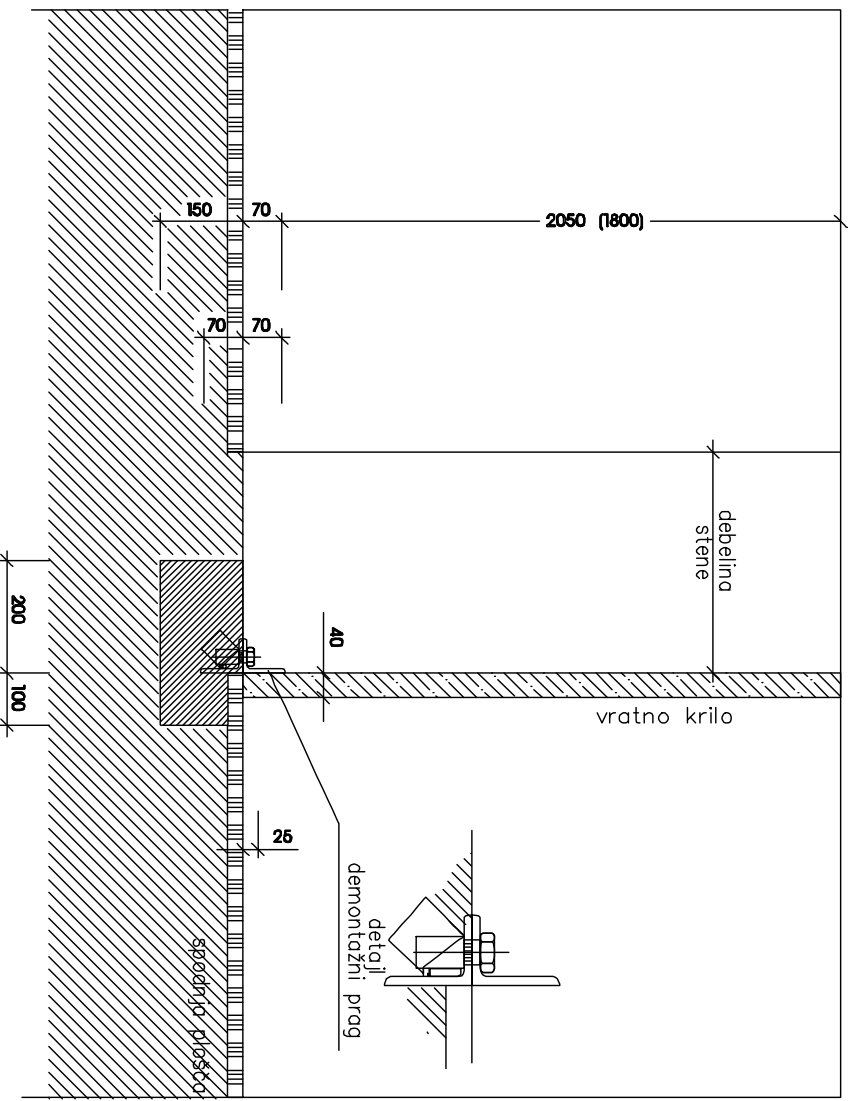 150
70
2050 (1800)
70
70
debelina
stene
40
200
100
vratno krilo
25
detajl
demontažni prag
spodnja plošča